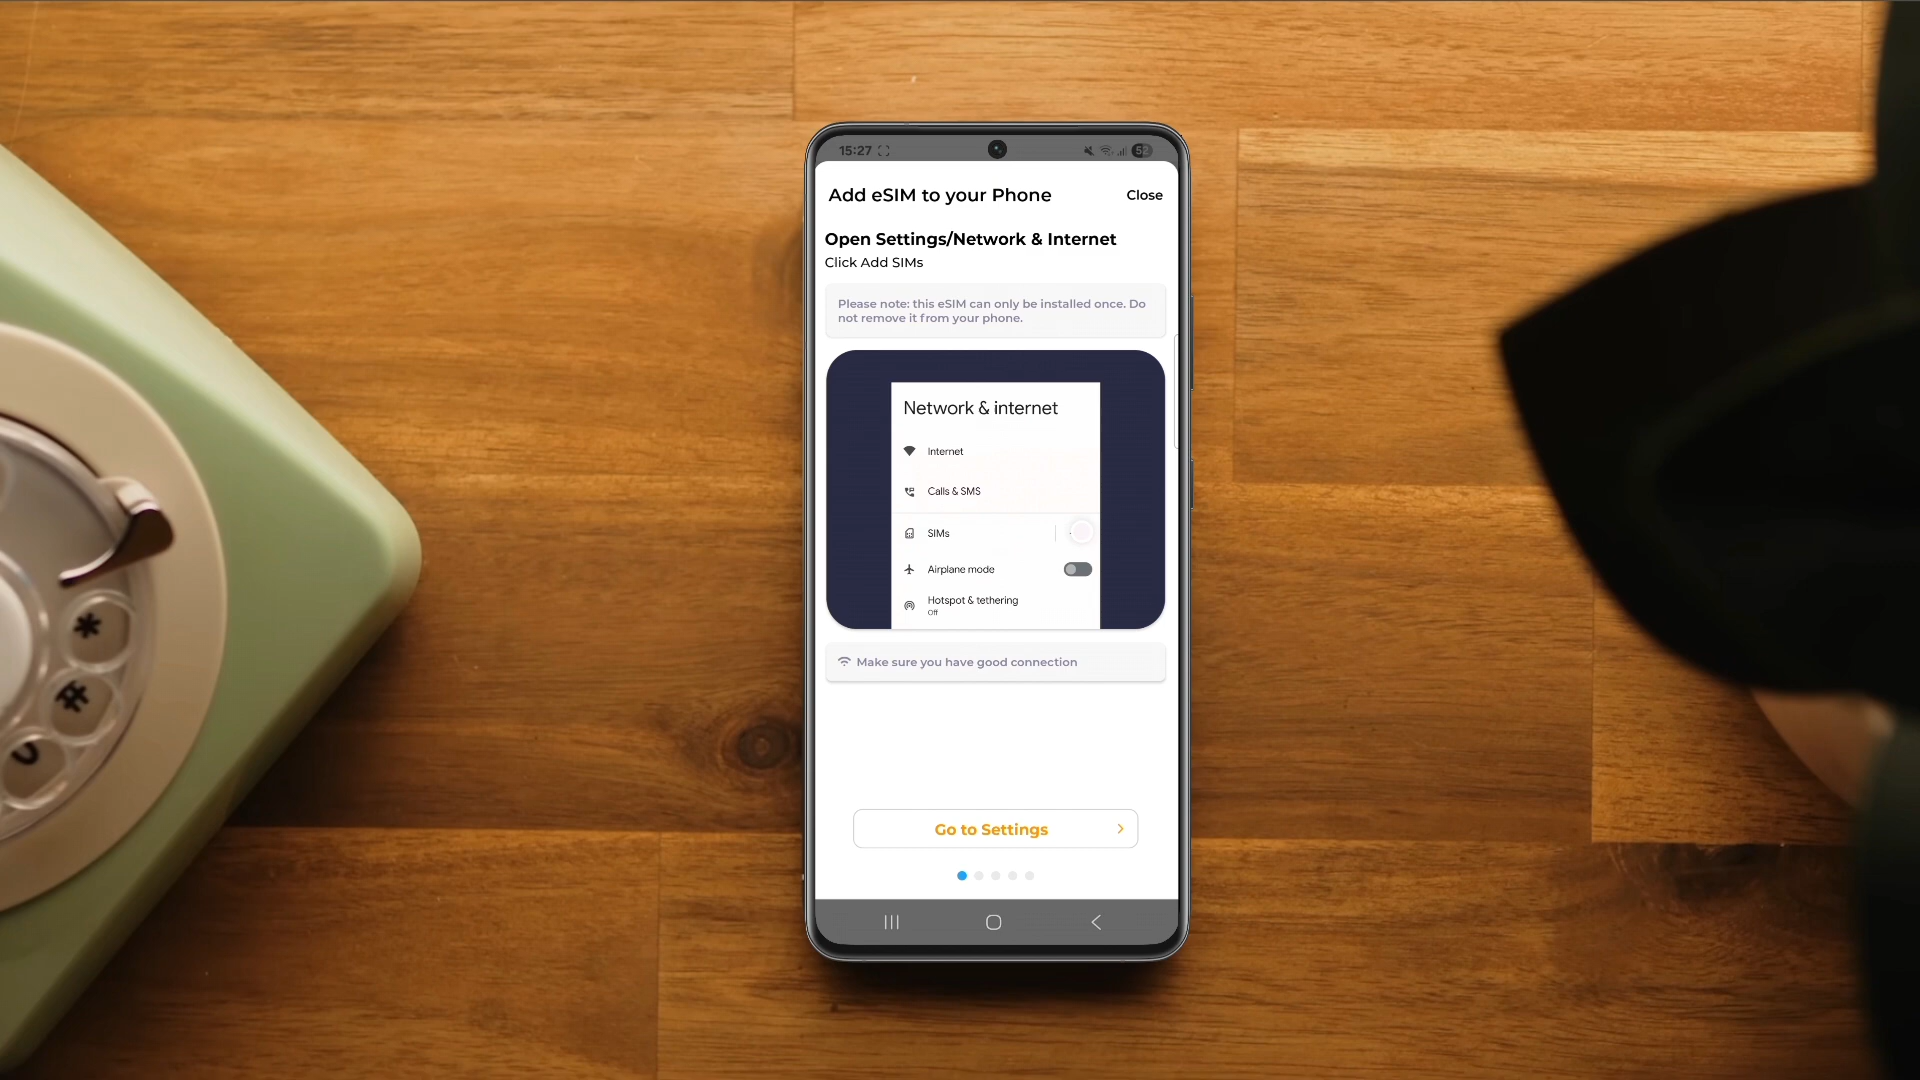 15:27
52
Add eSIM to your Phone
Close
Open Settings/Network & Internet
Click Add SIMs
Please note: this eSIM can only be installed once. Do
not remove it from your phone.
Network & internet
Internet
Calls & SMS
SIMs
Airplane mode
Hotspot & tethering
Off
Make sure you have good connection
Go to Settings
*
#